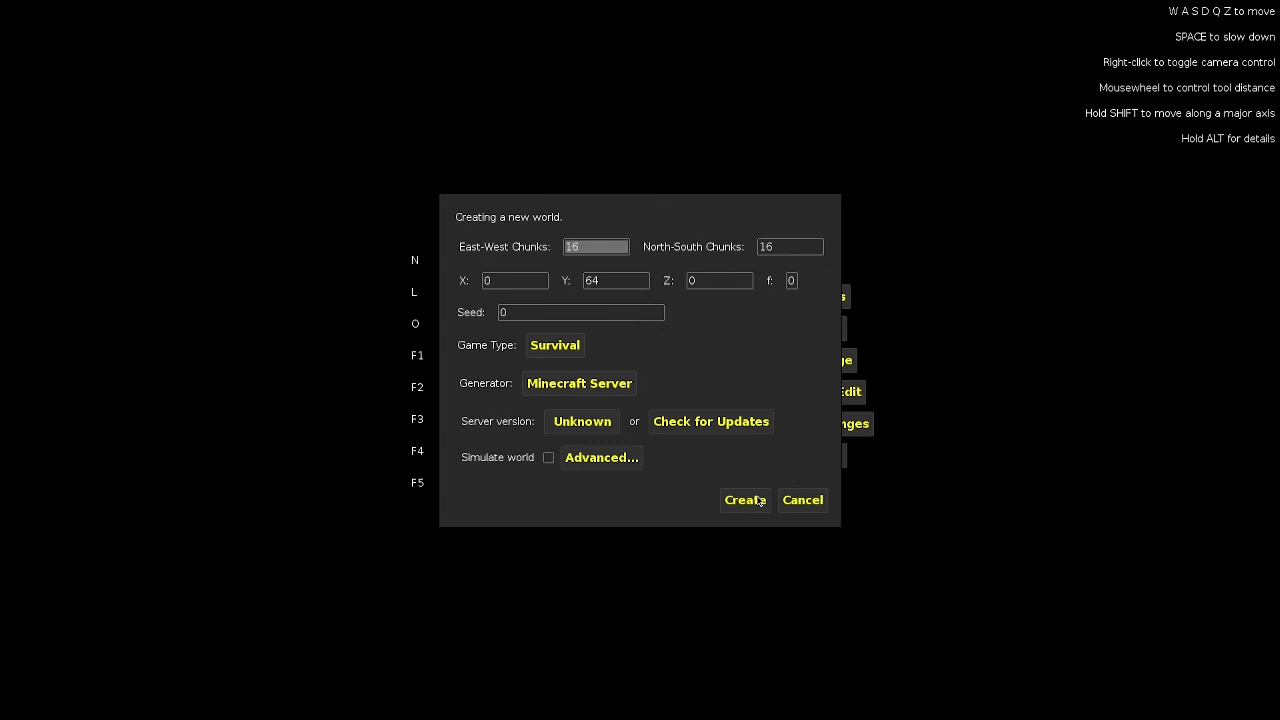 W A S D Q Z to move
SPACE to slow down
Right-click to toggle camera control
Mousewheel to control tool distance
Hold SHIFT to move along a major axis
Hold ALT for details
Creating a new world.
East-West Chunks: 16 North-South Chunks: 16
X: 0 Y: 64 Z: 0 f: 0
Seed: 0
Game Type: Survival
Generator: Minecraft Server
Server version: Unknown or Check for Updates
Simulate world Advanced...
Create Cancel
N
L
O
F1
F2 Edit
F3
F4
F5